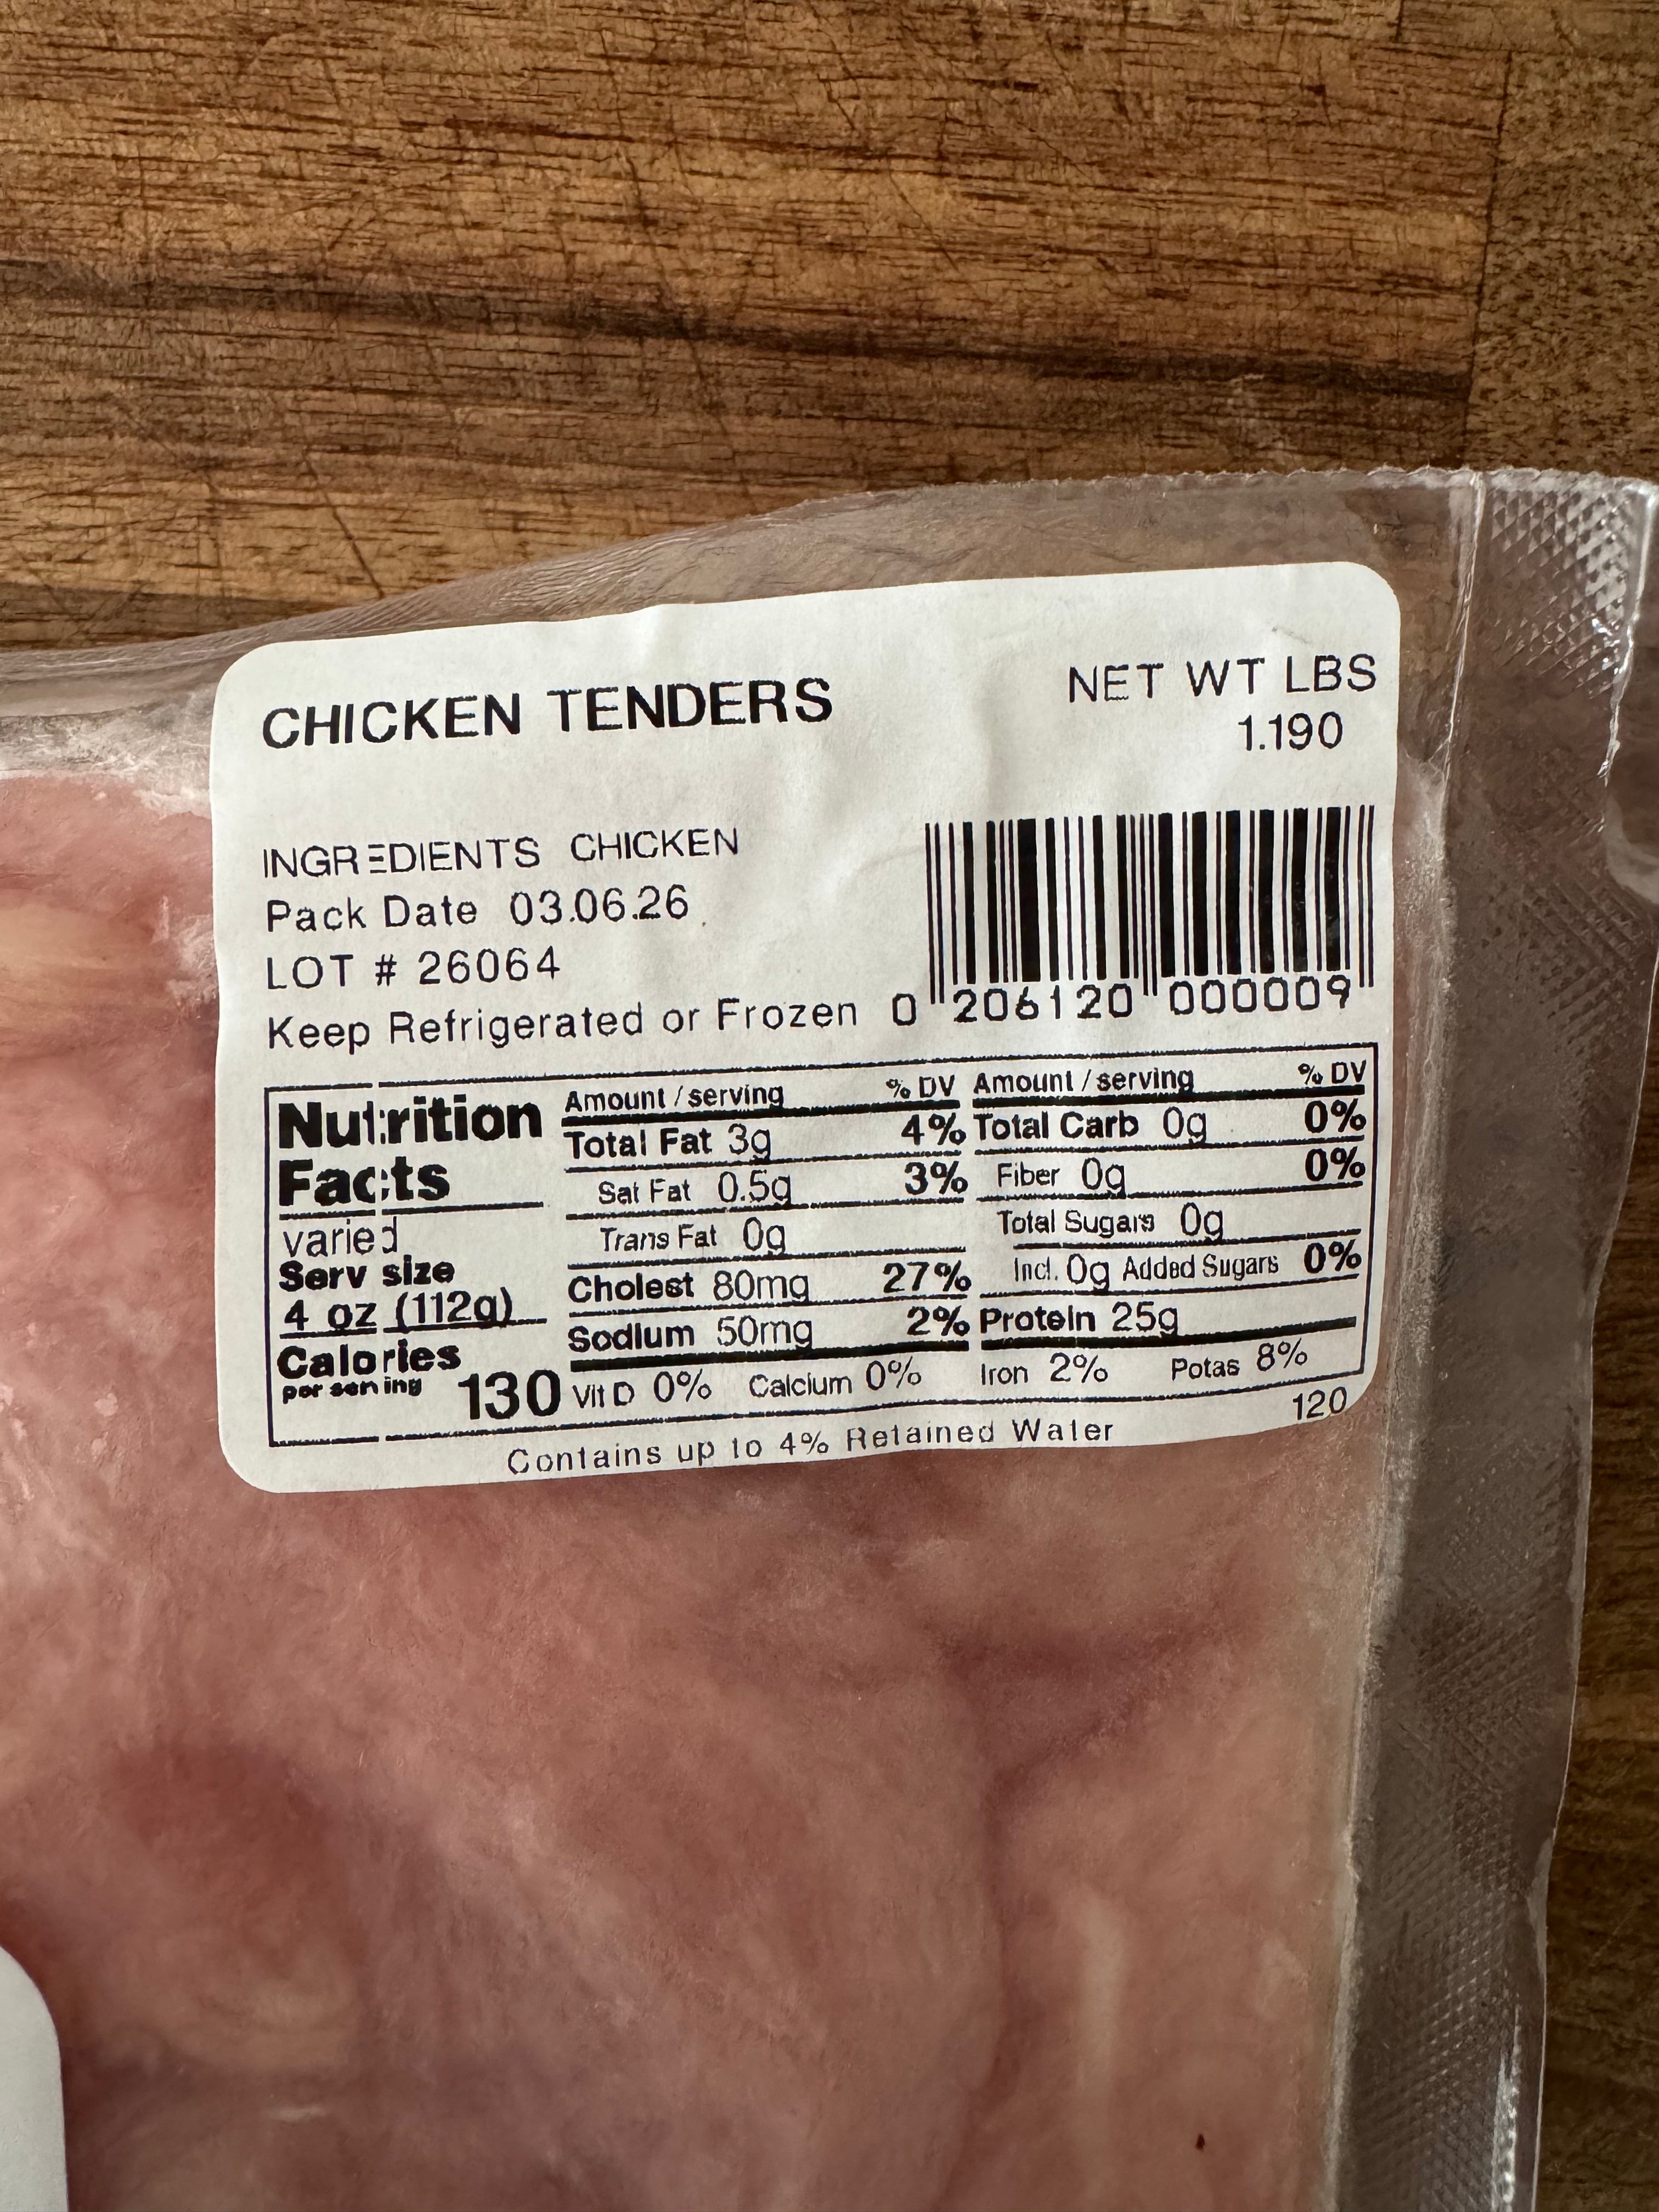 CHICKEN TENDERS
NET WT LBS
1.190
INGREDIENTS CHICKEN
Pack Date 03.06.26
LOT # 26064
Keep Refrigerated or Frozen
0 206120 000009
Nutrition
Facts
varied
Serv size
4 oz (112g)
Calories
per serving 130
Amount / serving % DV
Total Fat 3g 4%
Sat Fat 0.5g 3%
Trans Fat 0g
Cholest 80mg 27%
Sodium 50mg 2%
Amount / serving % DV
Total Carb 0g 0%
Fiber 0g 0%
Total Sugars 0g
Incl. 0g Added Sugars 0%
Protein 25g
Vit D 0% Calcium 0% Iron 2% Potas 8%
120
Contains up to 4% Retained Water